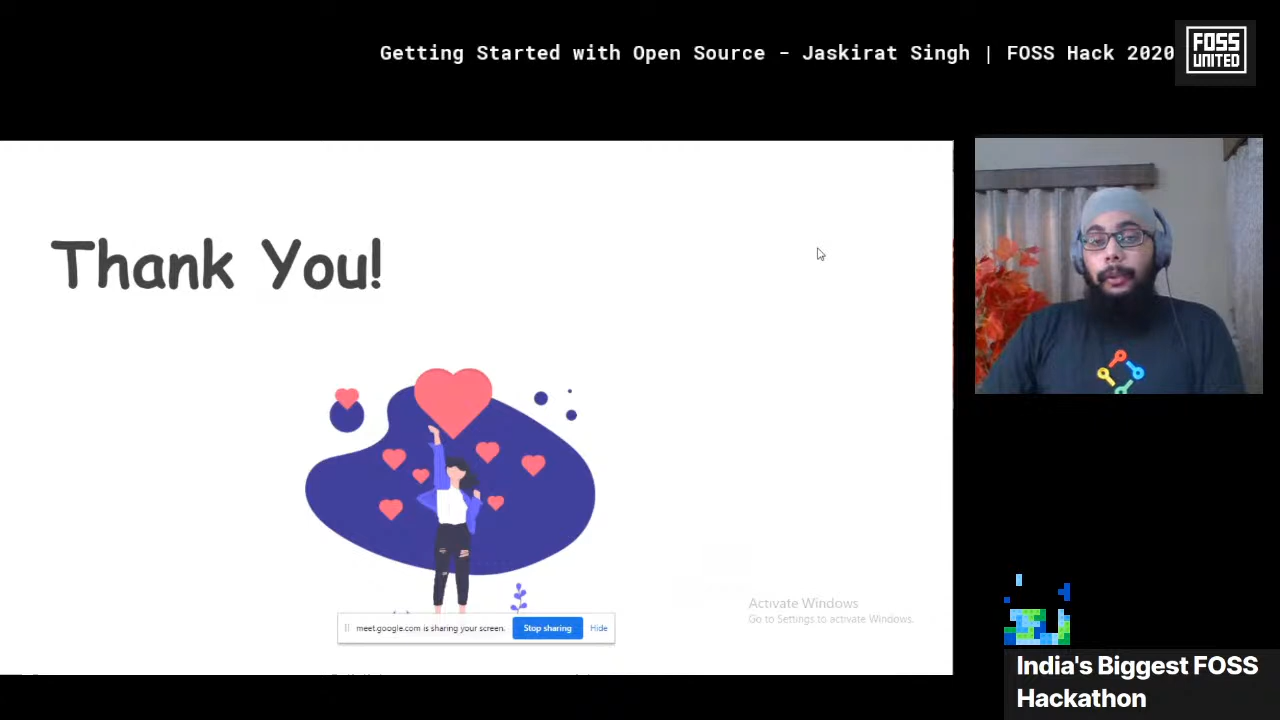 Getting Started with Open Source - Jaskirat Singh | FOSS Hack 2020
FOSS
UNITED
Thank You!
Activate Windows
Go to Settings to activate Windows.
meet.google.com is sharing your screen.
Stop sharing
Hide
India's Biggest FOSS
Hackathon